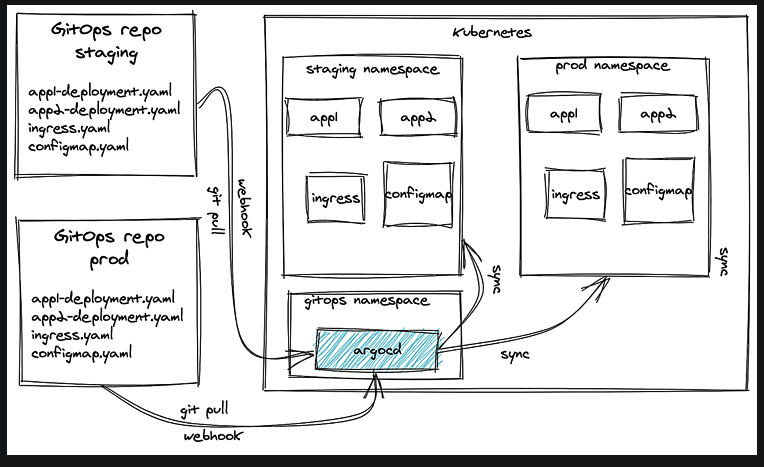 GitOps repo
staging
app1-deployment.yaml
app2-deployment.yaml
ingress.yaml
configmap.yaml
GitOps repo
prod
app1-deployment.yaml
app2-deployment.yaml
ingress.yaml
configmap.yaml
git pull
webhook
git pull
webhook
Kubernetes
staging namespace
app1
app2
ingress
configmap
prod namespace
app1
app2
ingress
configmap
gitops namespace
argocd
sync
sync
sync